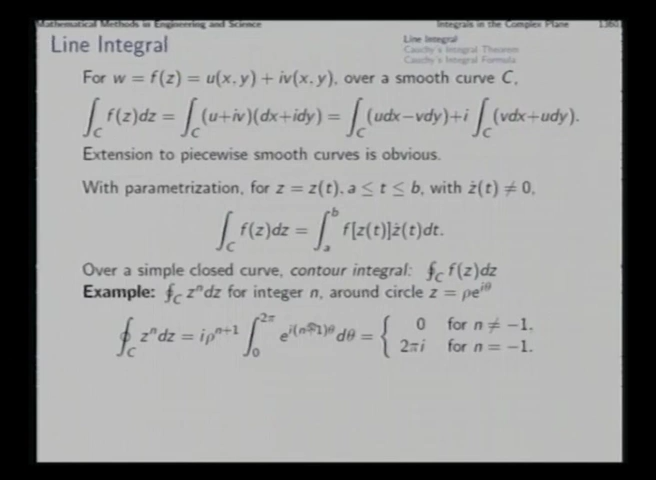 Mathematical Methods in Engineering and Science Integrals in the Complex Plane
Line Integral
Line Integral
Cauchy's Integral Theorem
Cauchy's Integral Formula
For w = f(z) = u(x, y) + iv(x, y), over a smooth curve C,
∫_C f(z)dz = ∫_C (u+iv)(dx+idy) = ∫_C (udx−vdy)+i ∫_C (vdx+udy).
Extension to piecewise smooth curves is obvious.
With parametrization, for z = z(t), a ≤ t ≤ b, with ż(t) ≠ 0,
∫_C f(z)dz = ∫_a^b f[z(t)]ż(t)dt.
Over a simple closed curve, contour integral: ∮_C f(z)dz
Example: ∮_C zⁿdz for integer n, around circle z = ρe^{iθ}
∮_C zⁿdz = iρ^{n+1} ∫_0^{2π} e^{i(n+1)θ} dθ = { 0 for n ≠ −1,
2πi for n = −1.